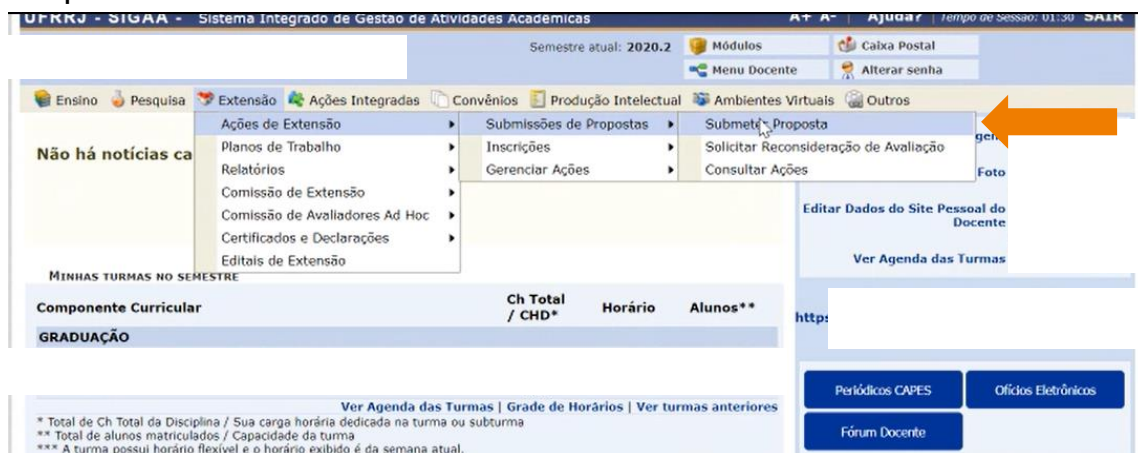 UFRRJ - SIGAA - Sistema Integrado de Gestão de Atividades Acadêmicas A+ A- | Ajuda? | Tempo de Sessão: 01:30 SAIR
Semestre atual: 2020.2 Módulos Caixa Postal
Menu Docente Alterar senha
Ensino Pesquisa Extensão Ações Integradas Convênios Produção Intelectual Ambientes Virtuais Outros
Ações de Extensão Submissões de Propostas Submeter Proposta
Planos de Trabalho Inscrições Solicitar Reconsideração de Avaliação
Relatórios Gerenciar Ações Consultar Ações
Não há notícias ca
Foto
Comissão de Extensão
Comissão de Avaliadores Ad Hoc
Certificados e Declarações
Editais de Extensão
Editar Dados do Site Pessoal do
Docente
Ver Agenda das Turmas
MINHAS TURMAS NO SEMESTRE
Componente Curricular Ch Total / CHD* Horário Alunos**
https:
GRADUAÇÃO
Periódicos CAPES Ofícios Eletrônicos
Fórum Docente
Ver Agenda das Turmas | Grade de Horários | Ver turmas anteriores
* Total de Ch Total da Disciplina / Sua carga horária dedicada na turma ou subturma
** Total de alunos matriculados / Capacidade da turma
*** A turma possui horário flexível e o horário exibido é da semana atual.